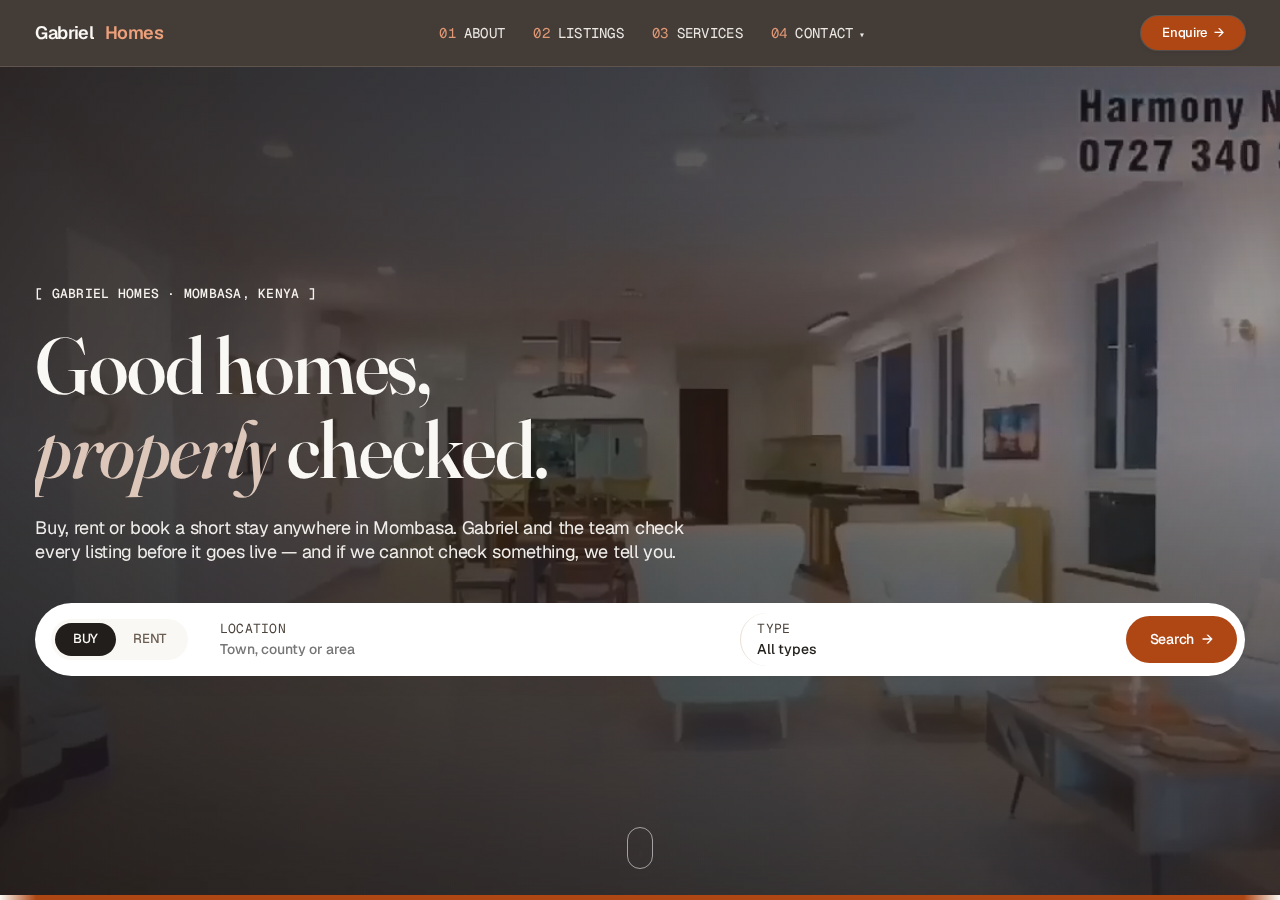 Gabriel Homes
01 ABOUT
02 LISTINGS
03 SERVICES
04 CONTACT ▾
Enquire →
Harmony
0727 340
[ GABRIEL HOMES · MOMBASA, KENYA ]
Good homes,
properly checked.
Buy, rent or book a short stay anywhere in Mombasa. Gabriel and the team check
every listing before it goes live — and if we cannot check something, we tell you.
BUY
RENT
LOCATION
Town, county or area
TYPE
All types
Search →